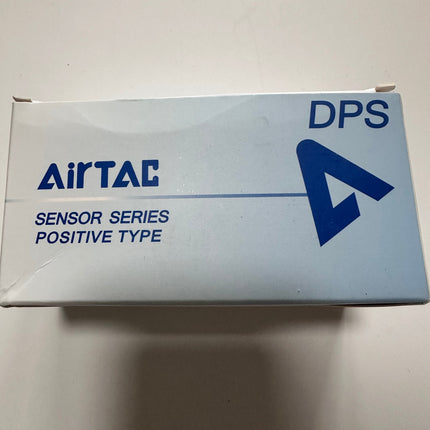 DPS
AirTAC
SENSOR SERIES
POSITIVE TYPE